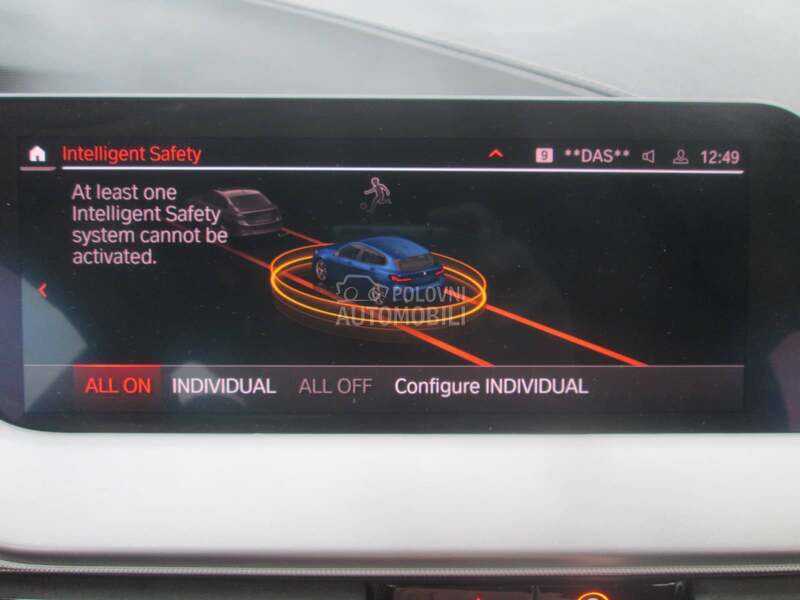 Intelligent Safety
9 **DAS** 12:49
At least one
Intelligent Safety
system cannot be
activated.
POLOVNI
AUTOMOBILI
ALL ON INDIVIDUAL ALL OFF Configure INDIVIDUAL